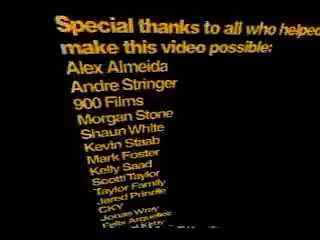 Special thanks to all who helped
make this video possible:
Alex Almeida
Andre Stringer
900 Films
Morgan Stone
Shaun White
Kevin Staab
Mark Foster
Kelly Saad
Scotti Taylor
Taylor Family
Jared Prindle
CKY
Jonas Wray
Felix Arguelles